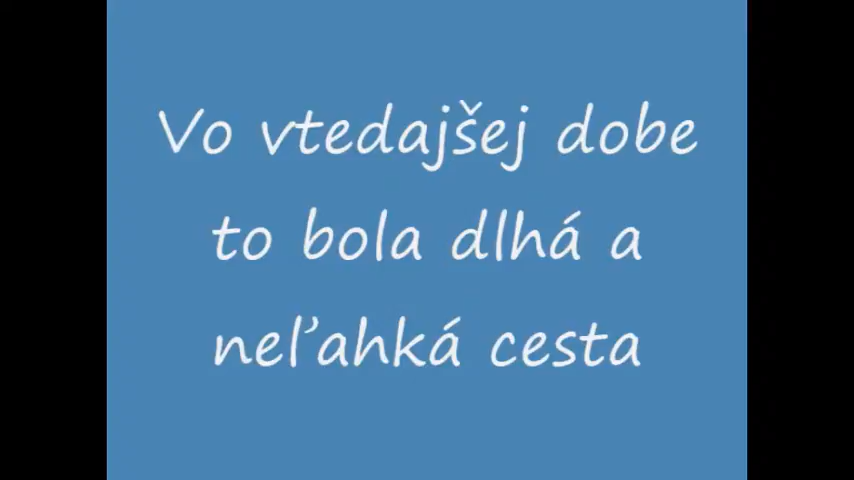 Vo vtedajšej dobe
to bola dlhá a
neľahká cesta